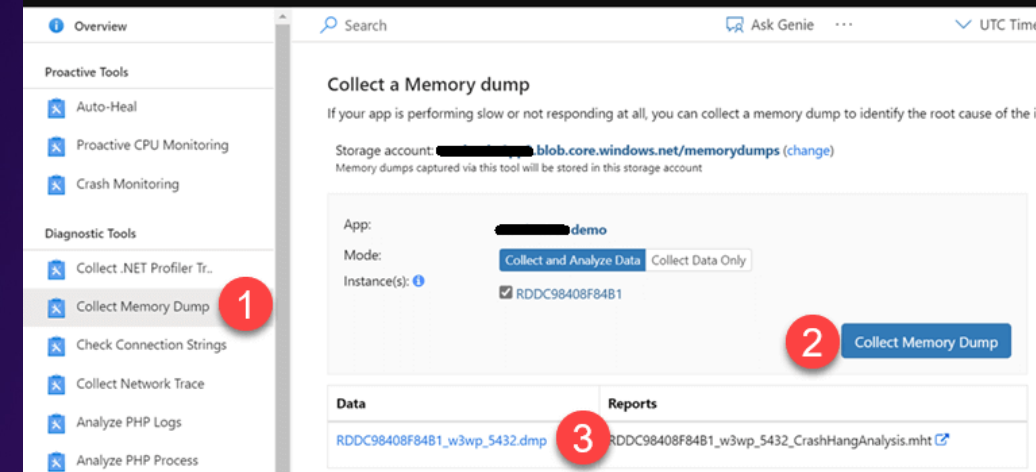 Overview
Search
Ask Genie
UTC Time
Proactive Tools
Auto-Heal
Proactive CPU Monitoring
Crash Monitoring
Diagnostic Tools
Collect .NET Profiler Tr..
Collect Memory Dump
1
Check Connection Strings
Collect Network Trace
Analyze PHP Logs
Analyze PHP Process
Collect a Memory dump
If your app is performing slow or not responding at all, you can collect a memory dump to identify the root cause of the
Storage account: .blob.core.windows.net/memorydumps (change)
Memory dumps captured via this tool will be stored in this storage account
App: demo
Mode: Collect and Analyze Data Collect Data Only
Instance(s):
RDDC98408F84B1
2 Collect Memory Dump
Data Reports
RDDC98408F84B1_w3wp_5432.dmp 3 RDDC98408F84B1_w3wp_5432_CrashHangAnalysis.mht